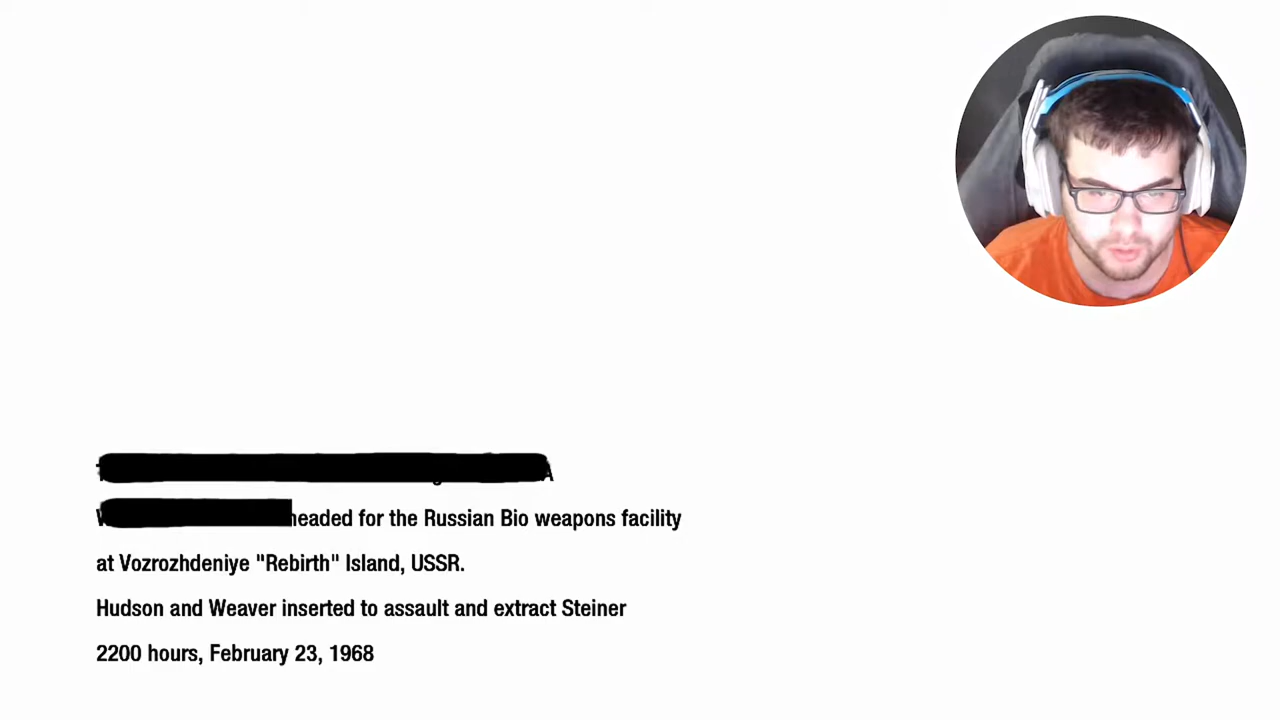 headed for the Russian Bio weapons facility
at Vozrozhdeniye "Rebirth" Island, USSR.
Hudson and Weaver inserted to assault and extract Steiner
2200 hours, February 23, 1968